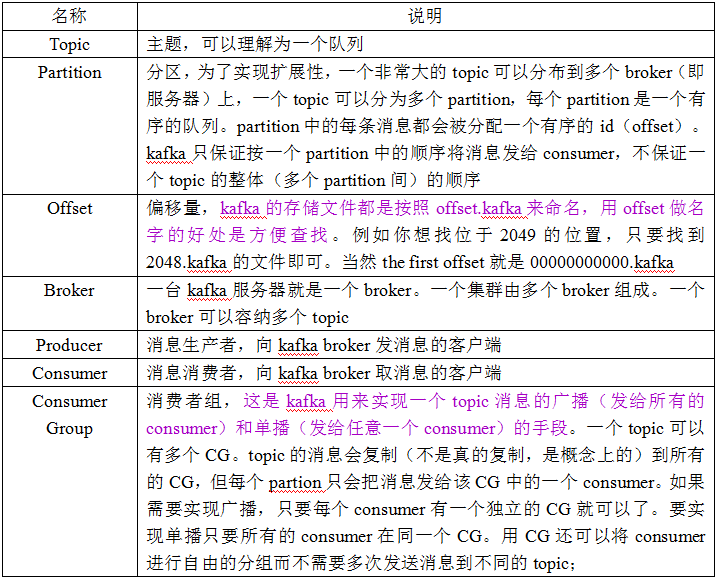 名称 说明
Topic 主题，可以理解为一个队列
Partition 分区，为了实现扩展性，一个非常大的 topic 可以分布到多个 broker（即
服务器）上，一个 topic 可以分为多个 partition，每个 partition 是一个有
序的队列。partition 中的每条消息都会被分配一个有序的 id（offset）。
kafka 只保证按一个 partition 中的顺序将消息发给 consumer，不保证一
个 topic 的整体（多个 partition 间）的顺序
Offset 偏移量，kafka 的存储文件都是按照 offset.kafka 来命名，用 offset 做名
字的好处是方便查找。例如你想找位于 2049 的位置，只要找到
2048.kafka 的文件即可。当然 the first offset 就是 00000000000.kafka
Broker 一台 kafka 服务器就是一个 broker。一个集群由多个 broker 组成。一个
broker 可以容纳多个 topic
Producer 消息生产者，向 kafka broker 发消息的客户端
Consumer 消息消费者，向 kafka broker 取消息的客户端
Consumer 消费者组，这是 kafka 用来实现一个 topic 消息的广播（发给所有的
Group consumer）和单播（发给任意一个 consumer）的手段。一个 topic 可以
有多个 CG。topic 的消息会复制（不是真的复制，是概念上的）到所有
的 CG，但每个 partion 只会把消息发给该 CG 中的一个 consumer。如果
需要实现广播，只要每个 consumer 有一个独立的 CG 就可以了。要实
现单播只要所有的 consumer 在同一个 CG。用 CG 还可以将 consumer
进行自由的分组而不需要多次发送消息到不同的 topic；